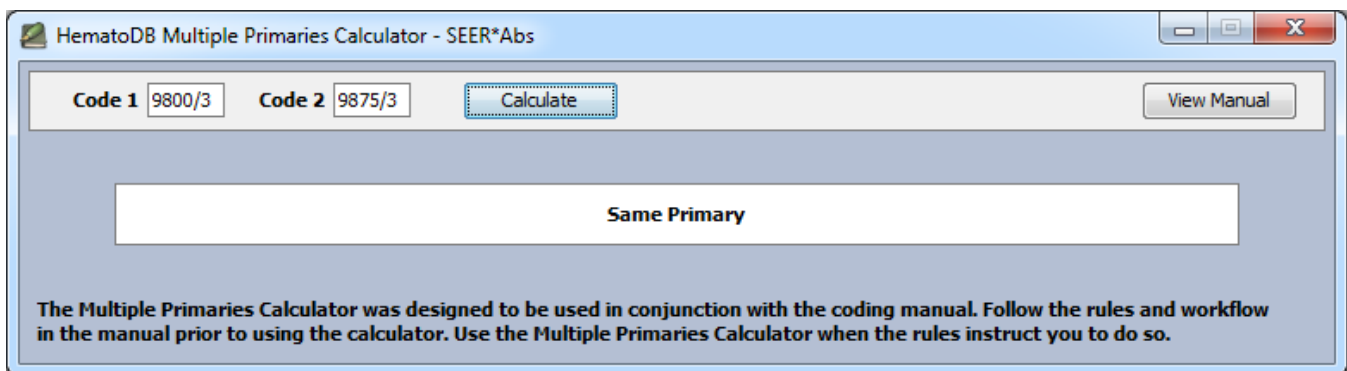 HematoDB Multiple Primaries Calculator - SEER*Abs
Code 1 9800/3 Code 2 9875/3 Calculate View Manual
Same Primary
The Multiple Primaries Calculator was designed to be used in conjunction with the coding manual. Follow the rules and workflow
in the manual prior to using the calculator. Use the Multiple Primaries Calculator when the rules instruct you to do so.